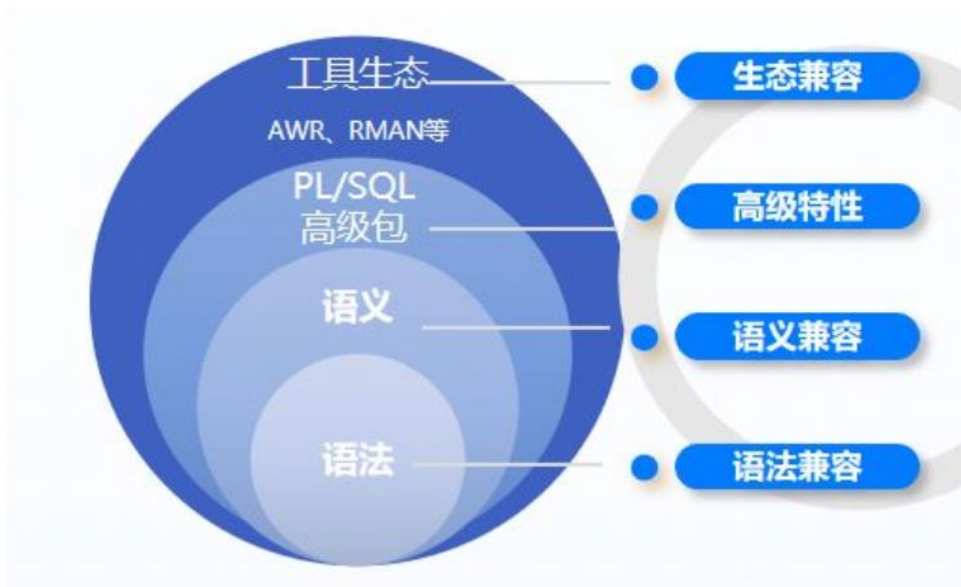 工具生态
生态兼容
AWR、RMAN等
PL/SQL
高级包
高级特性
语义
语义兼容
语法
语法兼容